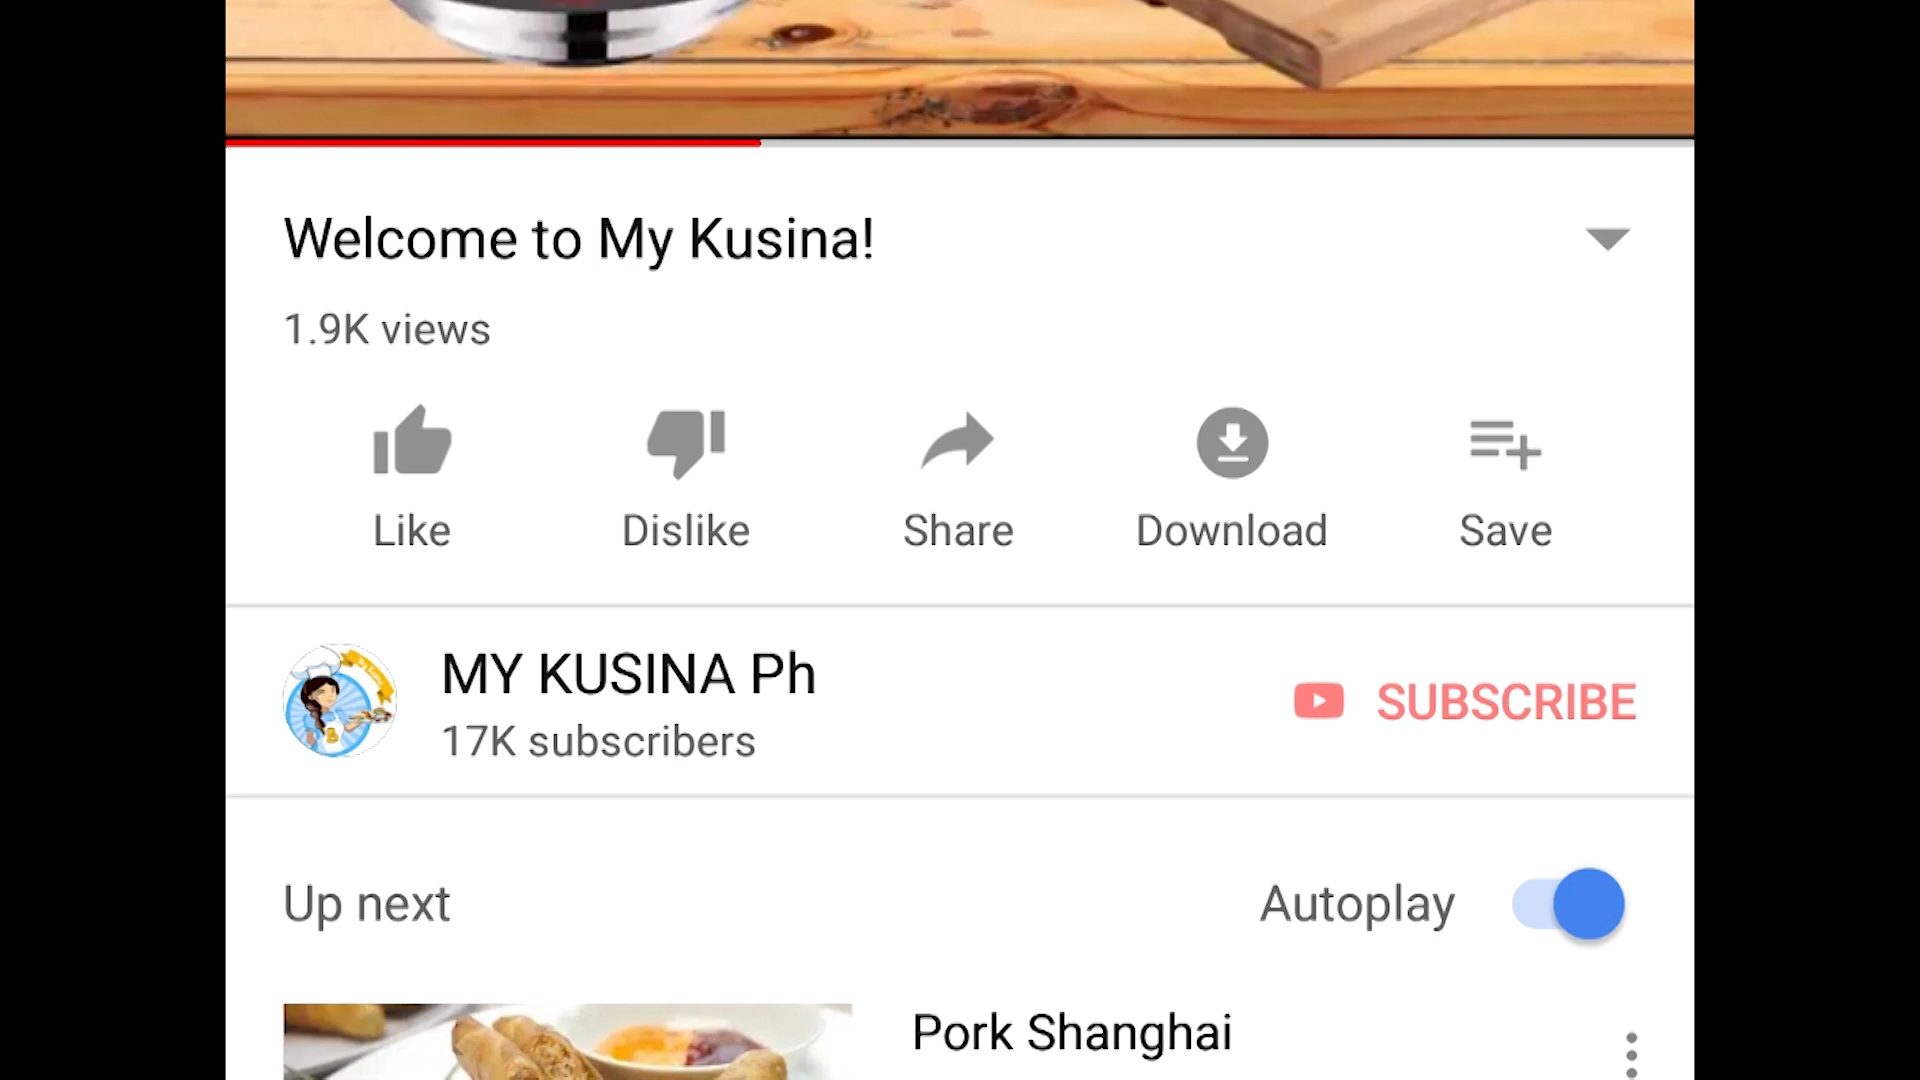 Welcome to My Kusina!
1.9K views
Like Dislike Share Download Save
MY KUSINA Ph
17K subscribers
SUBSCRIBE
Up next
Autoplay
Pork Shanghai